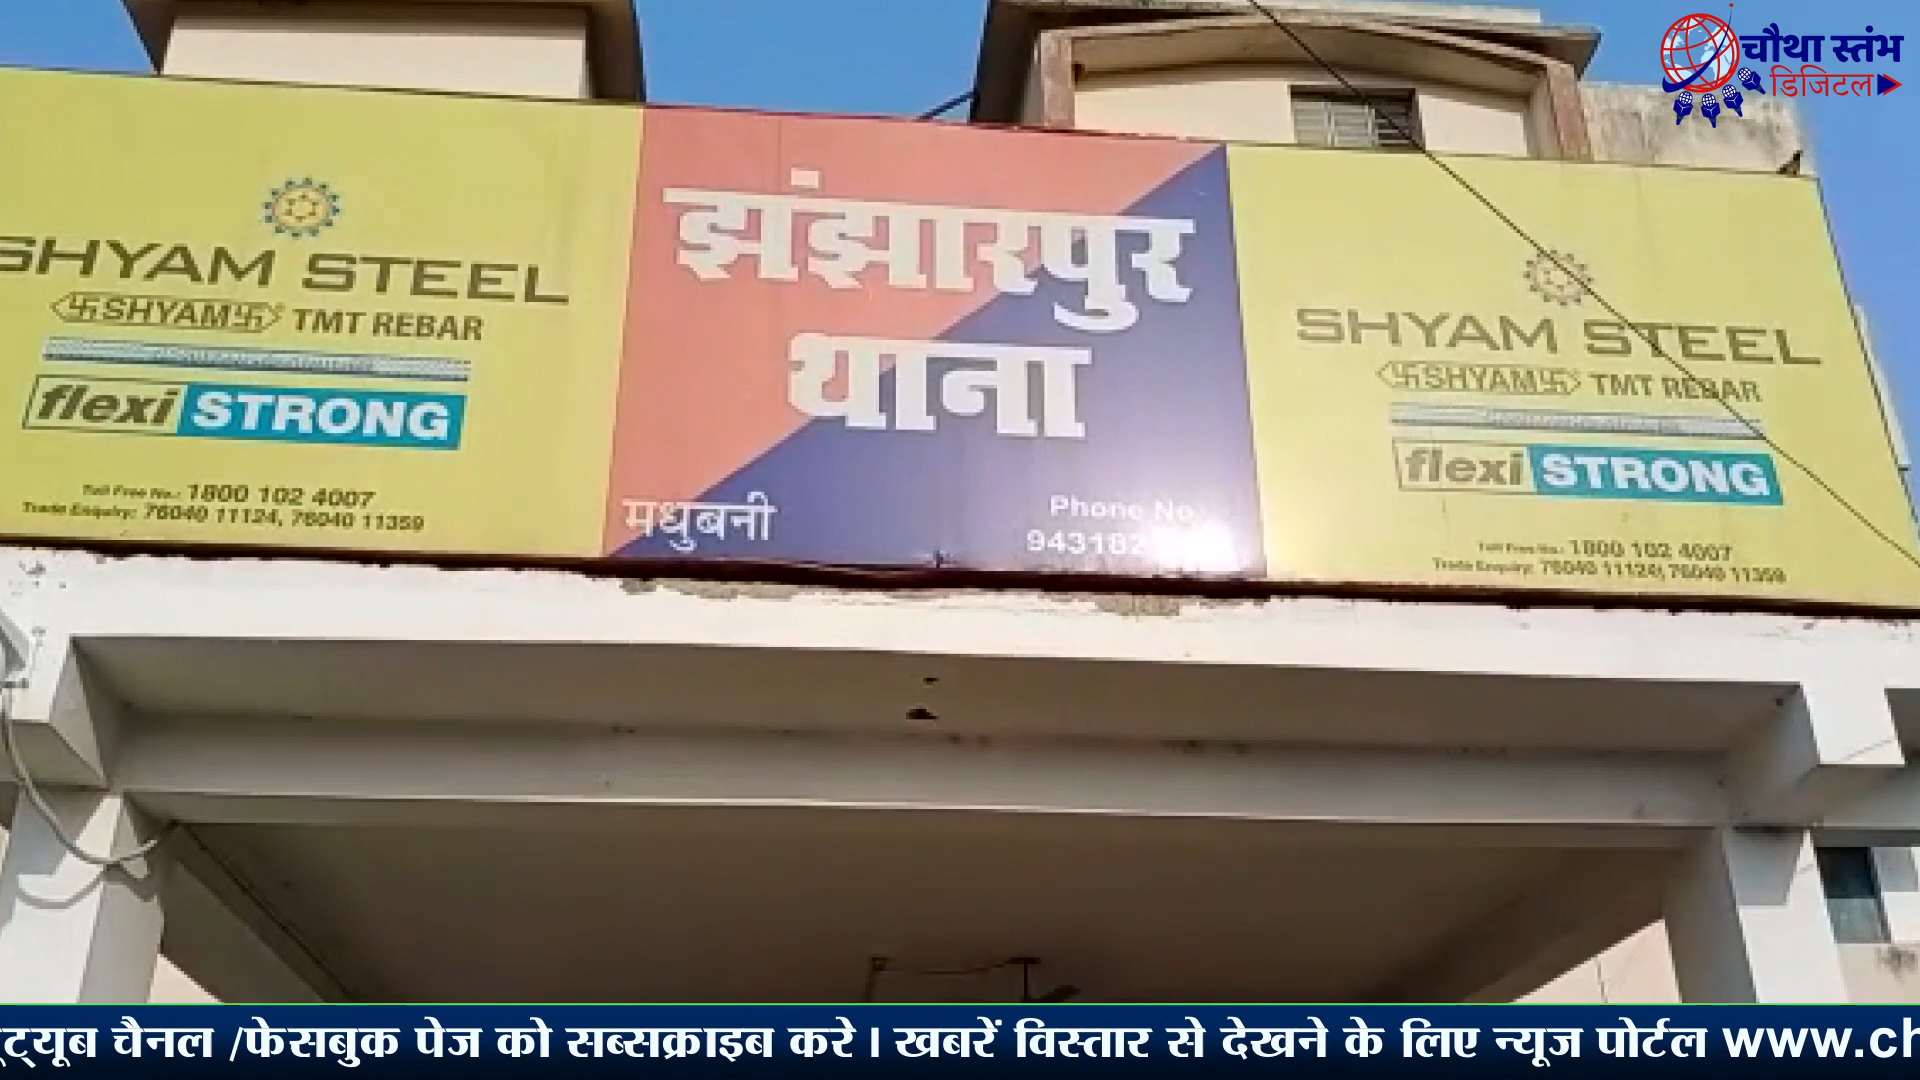 चौथा स्तंभ
डिजिटल
SHYAM STEEL
SHYAM TMT REBAR
flexi STRONG
Toll Free No.: 1800 102 4007
Trade Enquiry: 76040 11124, 76040 11359
झंझारपुर
थाना
मधुबनी
Phone No
943182
SHYAM STEEL
SHYAM TMT REBAR
flexi STRONG
Toll Free No.: 1800 102 4007
Trade Enquiry: 76040 11124, 76040 11359
चैनल /फेसबुक पेज को सब्सक्राइब करे । खबरें विस्तार से देखने के लिए न्यूज पोर्टल www.ch